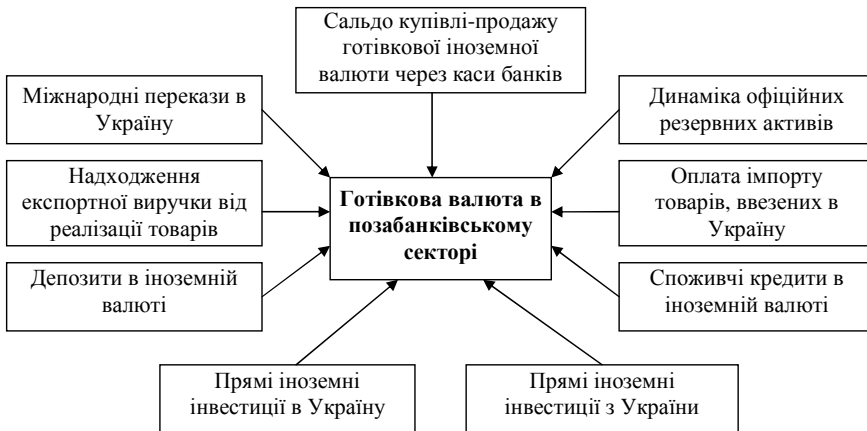 Сальдо купівлі-продажу
готівкової іноземної
валюти через каси банків
Міжнародні перекази в
Україну
Динаміка офіційних
резервних активів
Надходження
експортної виручки від
реалізації товарів
Готівкова валюта в
позабанківському
секторі
Оплата імпорту
товарів, ввезених в
Україну
Депозити в іноземній
валюті
Споживчі кредити в
іноземній валюті
Прямі іноземні
інвестиції в Україну
Прямі іноземні
інвестиції з України